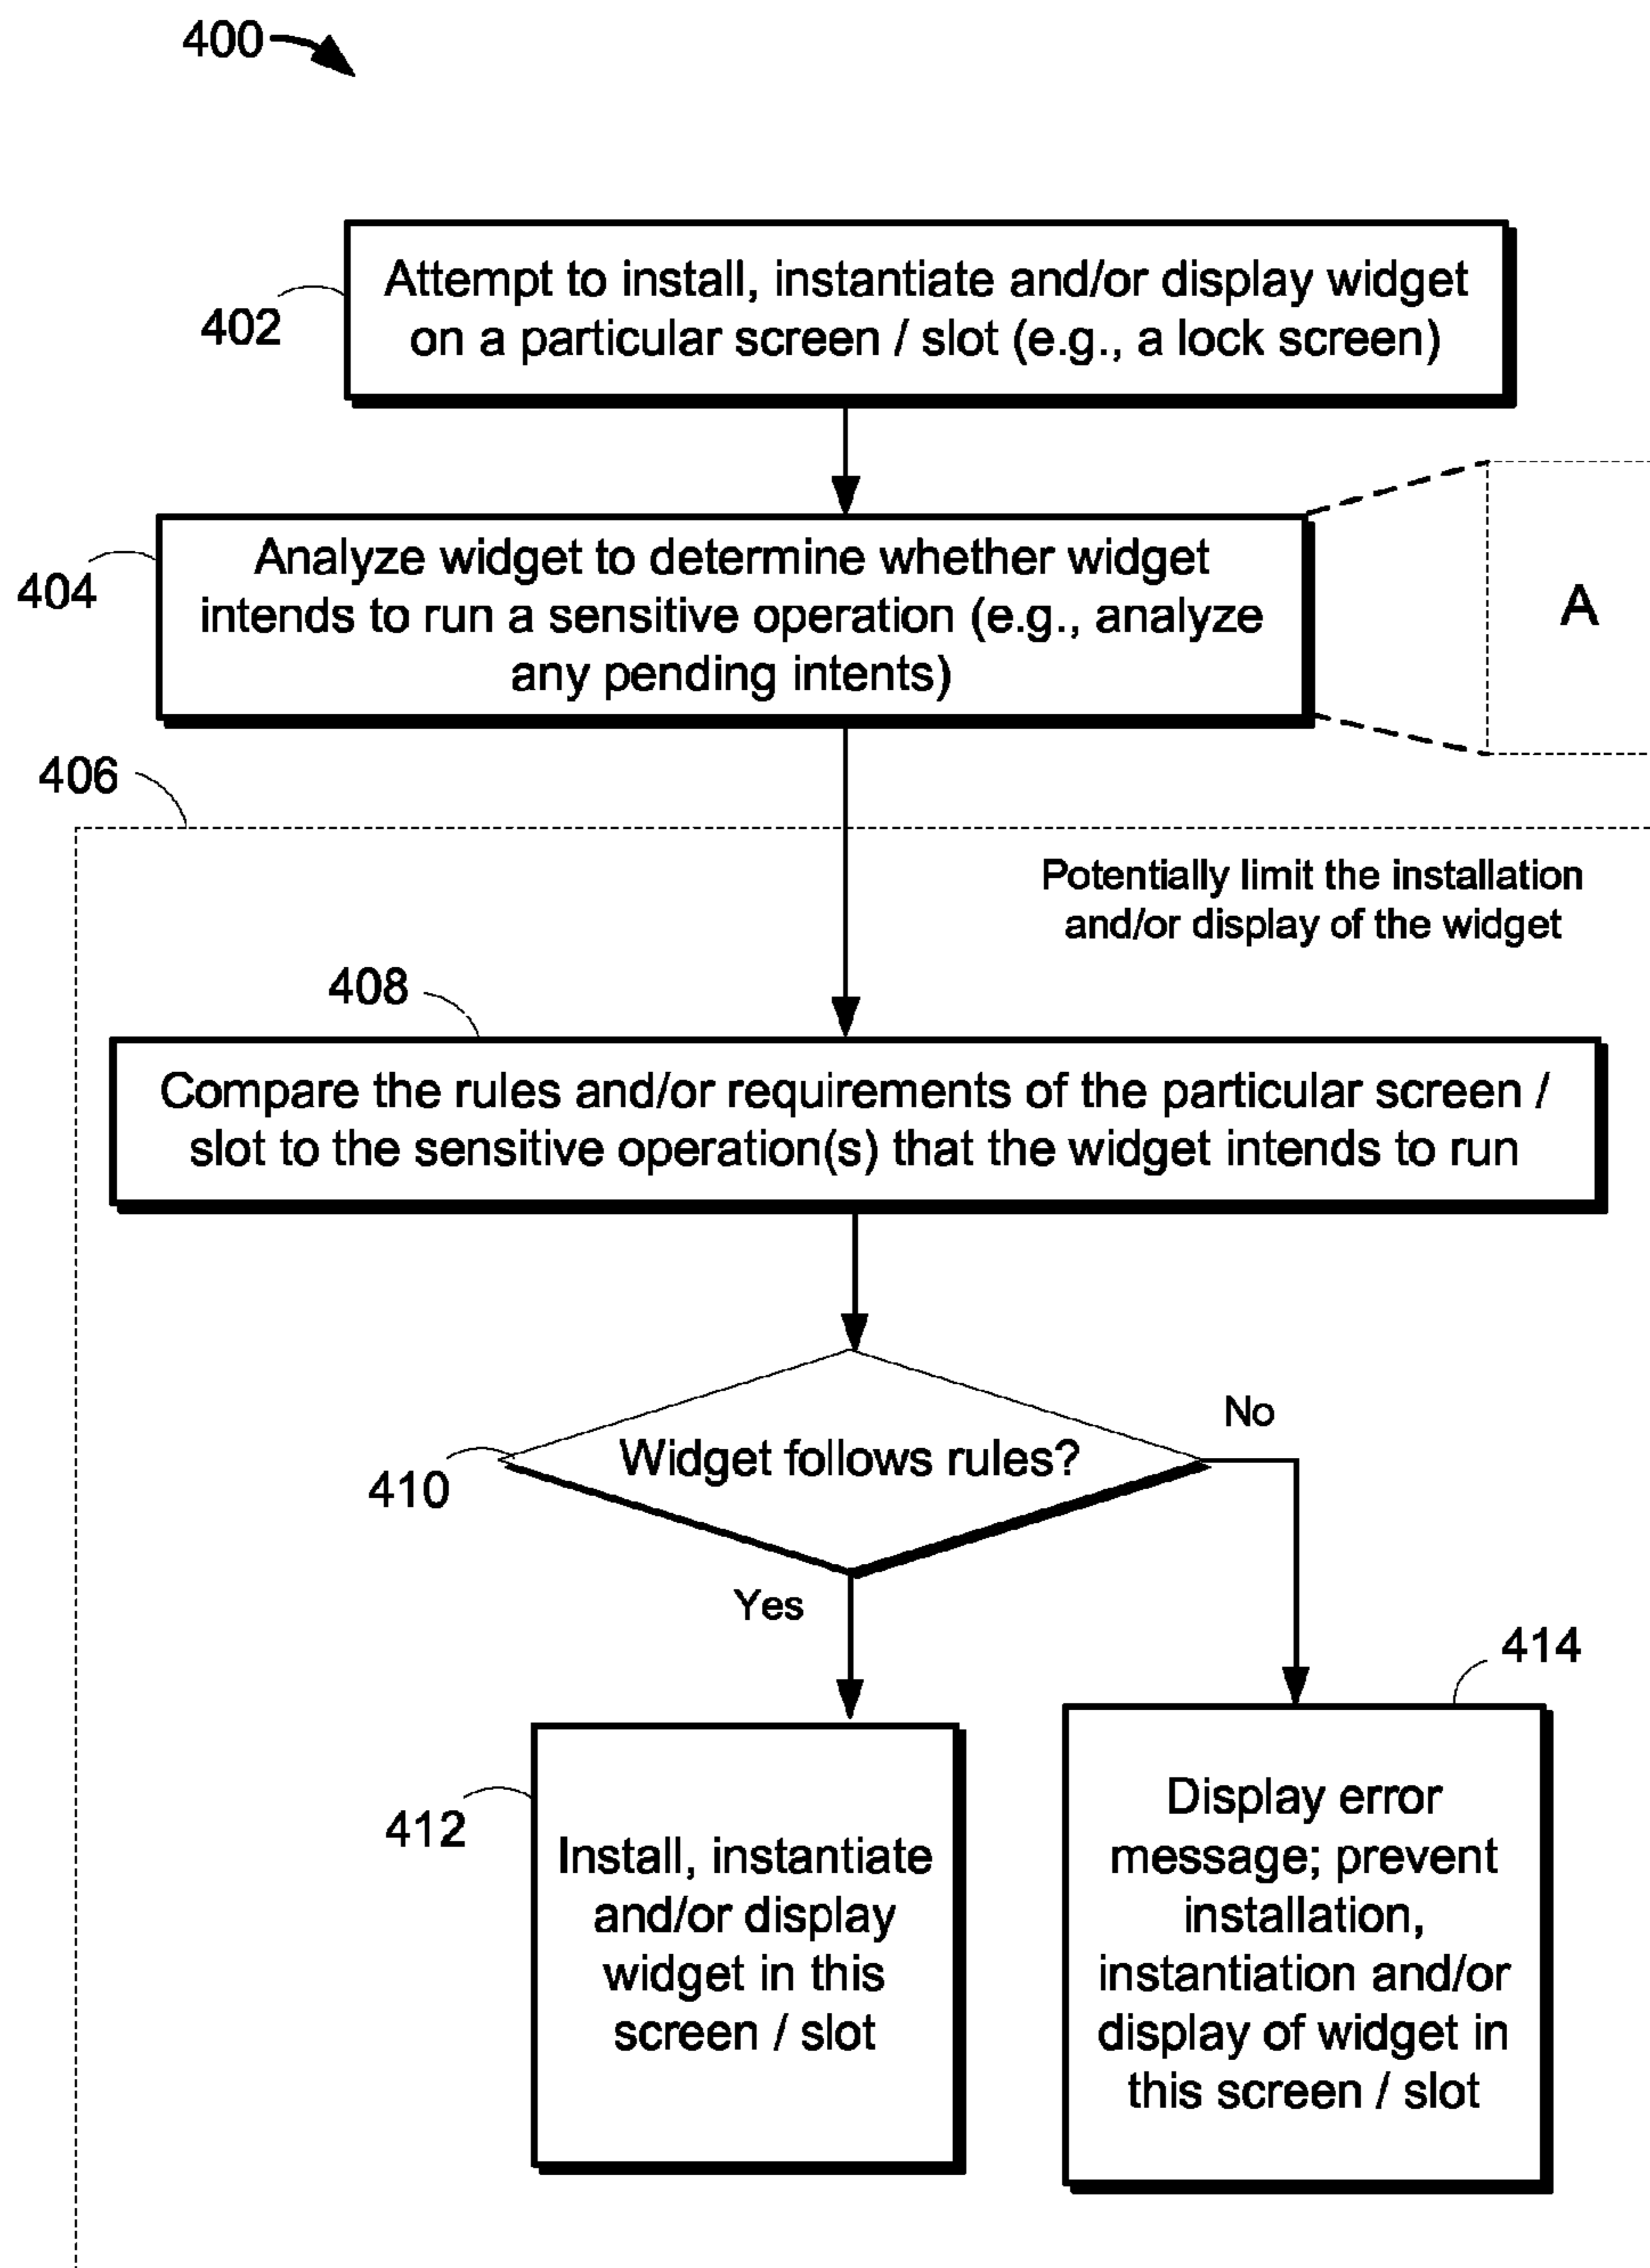 400
Attempt to install, instantiate and/or display widget
on a particular screen / slot (e.g., a lock screen)
402
Analyze widget to determine whether widget
intends to run a sensitive operation (e.g., analyze
any pending intents)
404
A
406
Potentially limit the installation
and/or display of the widget
408
Compare the rules and/or requirements of the particular screen /
slot to the sensitive operation(s) that the widget intends to run
No
Widget follows rules?
410
Yes
414
412
Install, instantiate
and/or display
widget in this
screen / slot
Display error
message; prevent
installation,
instantiation and/or
display of widget in
this screen / slot